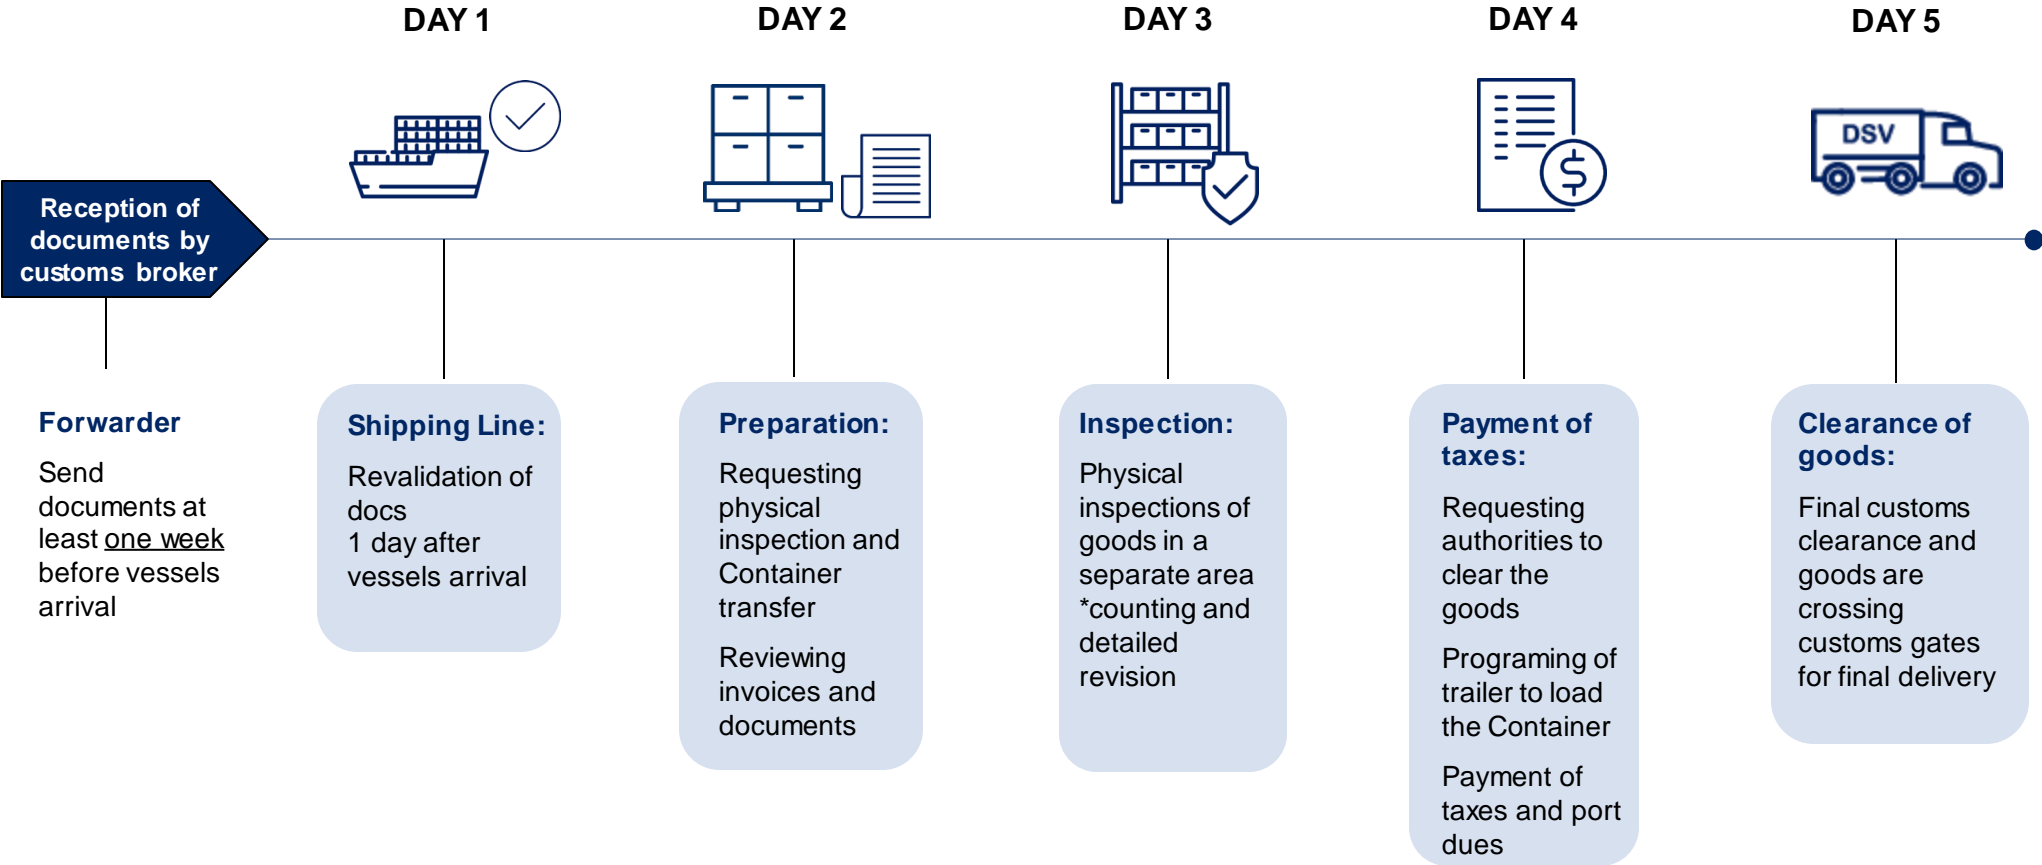 DAY 1
DAY 2
DAY 3
DAY 4
DAY 5
DSV
Reception of
documents by
customs broker
Forwarder
Send
documents at
least one week
before vessels
arrival
Shipping Line:
Revalidation of
docs
1 day after
vessels arrival
Preparation:
Requesting
physical
inspection and
Container
transfer
Reviewing
invoices and
documents
Inspection:
Physical
inspections of
goods in a
separate area
*counting and
detailed
revision
Payment of
taxes:
Requesting
authorities to
clear the
goods
Programing of
trailer to load
the Container
Payment of
taxes and port
dues
Clearance of
goods:
Final customs
clearance and
goods are
crossing
customs gates
for final delivery